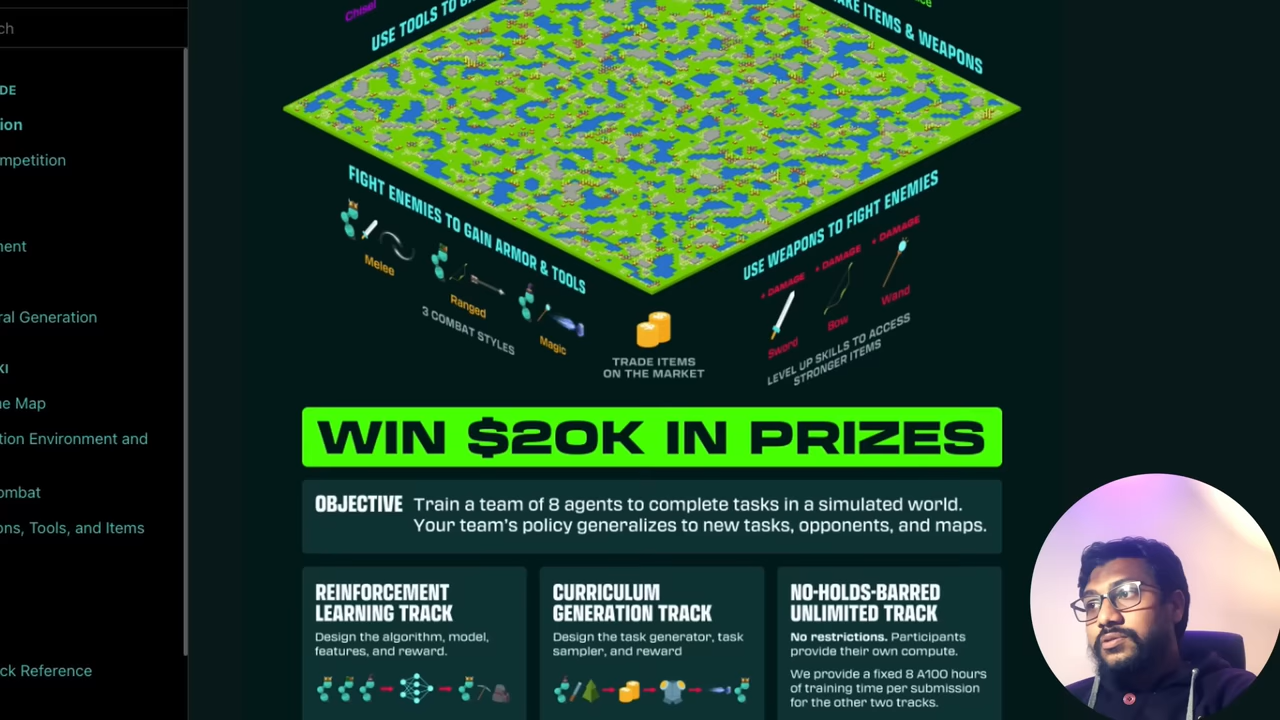 Chisel
USE TOOLS TO
ITEMS & WEAPONS
ch
DE
ion
mpetition
ment
ral Generation
KI
ne Map
tion Environment and
ombat
ons, Tools, and Items
ck Reference
FIGHT ENEMIES TO GAIN ARMOR & TOOLS
Melee
Ranged
Magic
3 COMBAT STYLES
TRADE ITEMS
ON THE MARKET
USE WEAPONS TO FIGHT ENEMIES
+ DAMAGE
+ DAMAGE
+ DAMAGE
Sword
Bow
Wand
LEVEL UP SKILLS TO ACCESS
STRONGER ITEMS
WIN $20K IN PRIZES
OBJECTIVE Train a team of 8 agents to complete tasks in a simulated world.
Your team's policy generalizes to new tasks, opponents, and maps.
REINFORCEMENT
LEARNING TRACK
Design the algorithm, model,
features, and reward.
CURRICULUM
GENERATION TRACK
Design the task generator, task
sampler, and reward
NO-HOLDS-BARRED
UNLIMITED TRACK
No restrictions. Participants
provide their own compute.
We provide a fixed 8 A100 hours
of training time per submission
for the other two tracks.